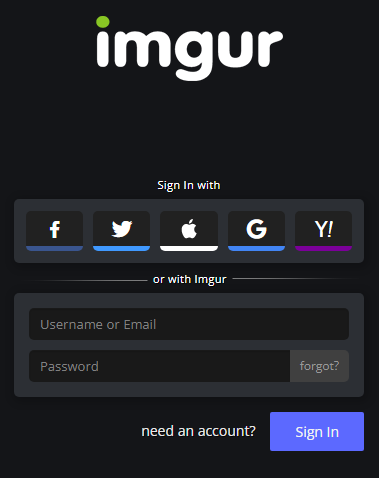 imgur
Sign In with
Y!
or with Imgur
Username or Email
Password
forgot?
need an account?
Sign In